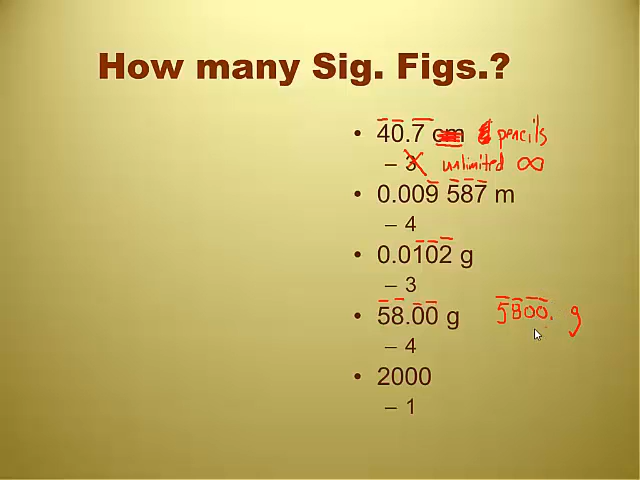 How many Sig. Figs.?
• 40.7 cm pencils
– 3 unlimited ∞
• 0.009 587 m
– 4
• 0.0102 g
– 3
• 58.00 g 5800. g
– 4
• 2000
– 1